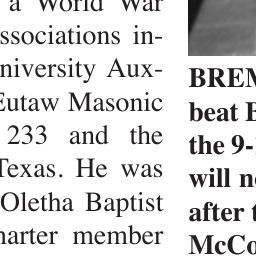 a World War
ssociations in-
niversity Aux-
Eutaw Masonic
233 and the
Texas. He was
Oletha Baptist
harter member
BREM
beat B
the 9-
will n
after t
McCo